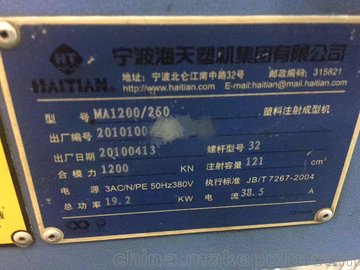 宁波海天塑机集团有限公司
HAITIAN
地址:宁波北仑江南中路32号 邮政编码:315821
http://www.haitian.com E-mail:haitian@mail.haitian.com
型号 MA1200/260 塑料注射成型机
出厂编号 2010100
出厂日期 20100413 螺杆型号 32
合模力 1200 KN 注射容量 121 cm³
电源 3AC/N/PE 50Hz380V 执行标准 JB/T 7267-2004
总功率 19.2 KW 电流 38.5 A
china.makepolo.com